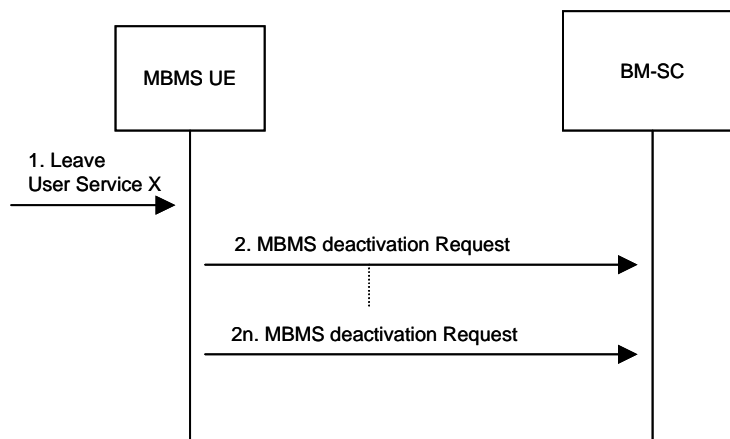 MBMS UE
BM-SC
1. Leave
User Service X
2. MBMS deactivation Request
2n. MBMS deactivation Request